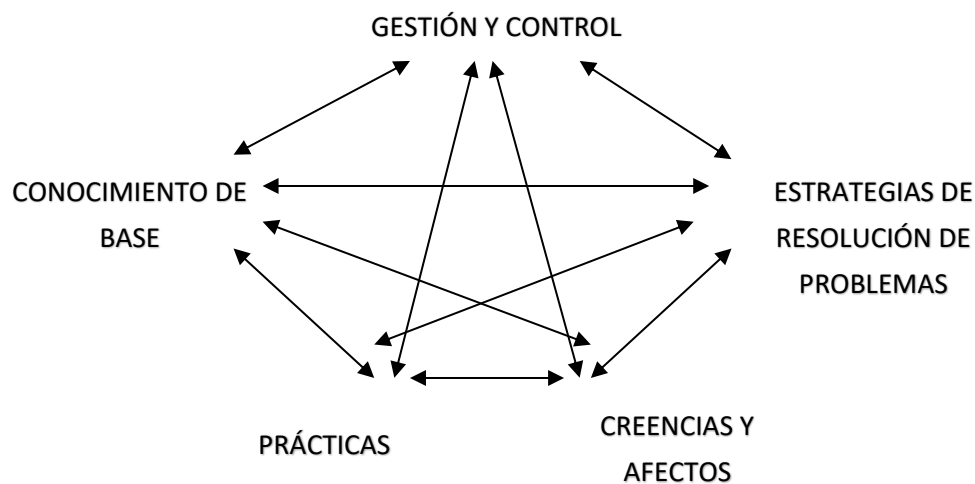 GESTIÓN Y CONTROL
CONOCIMIENTO DE
BASE
ESTRATEGIAS DE
RESOLUCIÓN DE
PROBLEMAS
PRÁCTICAS
CREENCIAS Y
AFECTOS